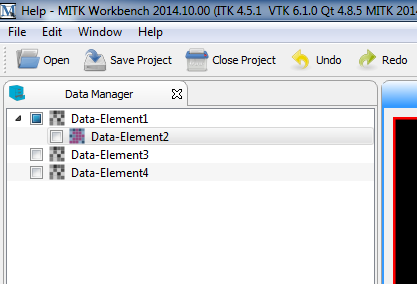 Help - MITK Workbench 2014.10.00 (ITK 4.5.1 VTK 6.1.0 Qt 4.8.5 MITK 2014
File Edit Window Help
Open Save Project Close Project Undo Redo
Data Manager
Data-Element1
Data-Element2
Data-Element3
Data-Element4